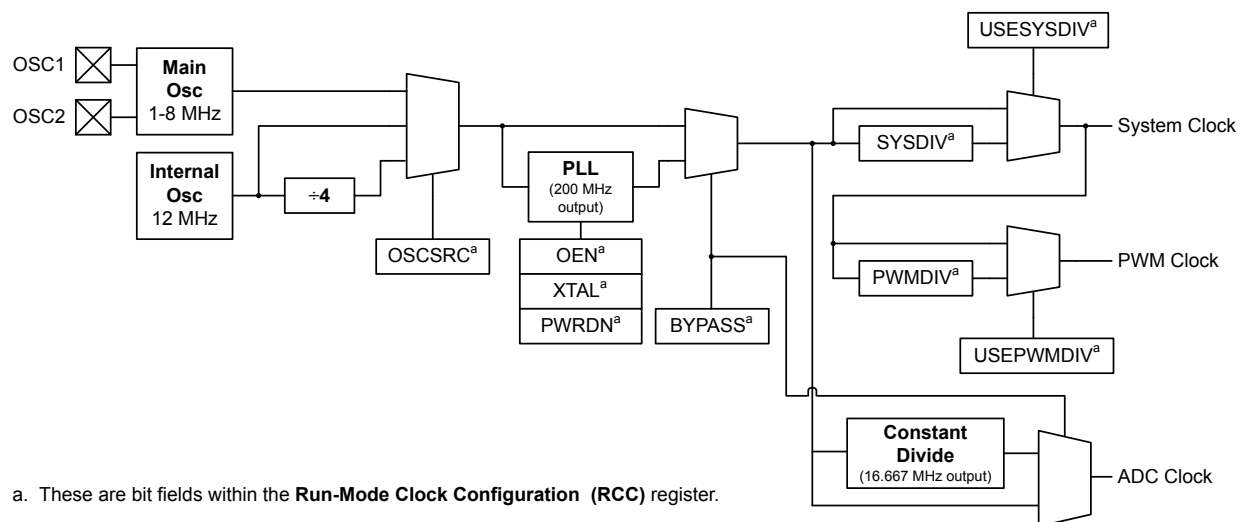 USESYSDIVᵃ
OSC1
OSC2
Main
Osc
1-8 MHz
Internal
Osc
12 MHz
÷4
OSCSRCᵃ
PLL
(200 MHz
output)
OENᵃ
XTALᵃ
PWRDNᵃ
BYPASSᵃ
SYSDIVᵃ
System Clock
PWMDIVᵃ
PWM Clock
USEPWMDIVᵃ
Constant
Divide
(16.667 MHz output)
ADC Clock
a. These are bit fields within the Run-Mode Clock Configuration (RCC) register.